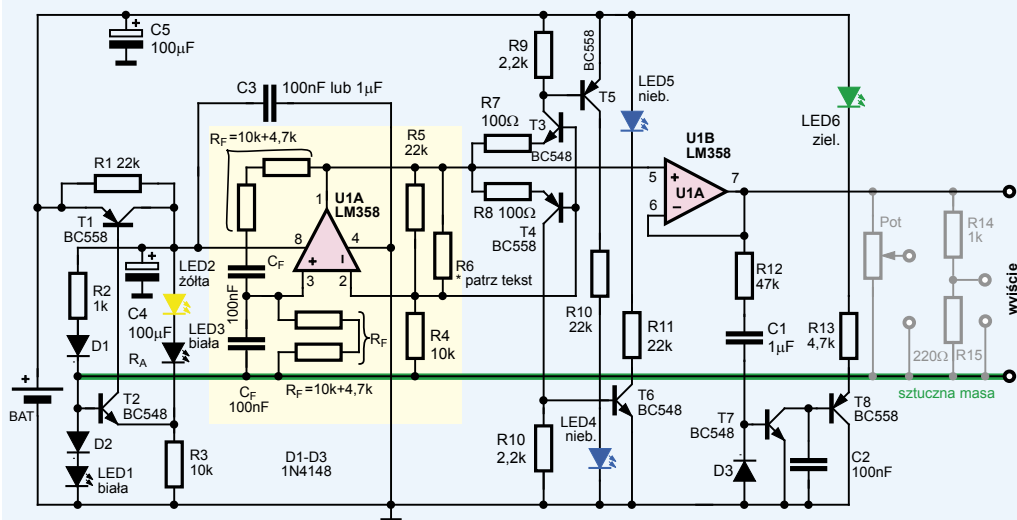 C5
100µF
+
C3
100nF lub 1µF
R1 22k
T1
BC558
+
C4
100µF
R2
1k
D1
LED2
żółta
LED3
biała
RA
+
BAT
T2
BC548
D2
LED1
biała
R3
10k
RF=10k+4,7k
R5
22k
1
U1A
LM358
8
4
+
–
3
2
CF
100nF
R6
* patrz tekst
RF
R4
10k
CF
100nF
RF=10k+4,7k
D1-D3
1N4148
R9
2,2k
BC558
T5
R7
100Ω
T3
BC548
R8 100Ω
T4
BC558
R10
22k
LED5
nieb.
R11
22k
T6
BC548
LED4
nieb.
R10
2,2k
U1B
LM358
5
+
U1A
7
6
–
LED6
ziel.
R12
47k
C1
1µF
R13
4,7k
T7
BC548
T8
BC558
D3
C2
100nF
Pot
R14
1k
220Ω
R15
wyjście
sztuczna masa